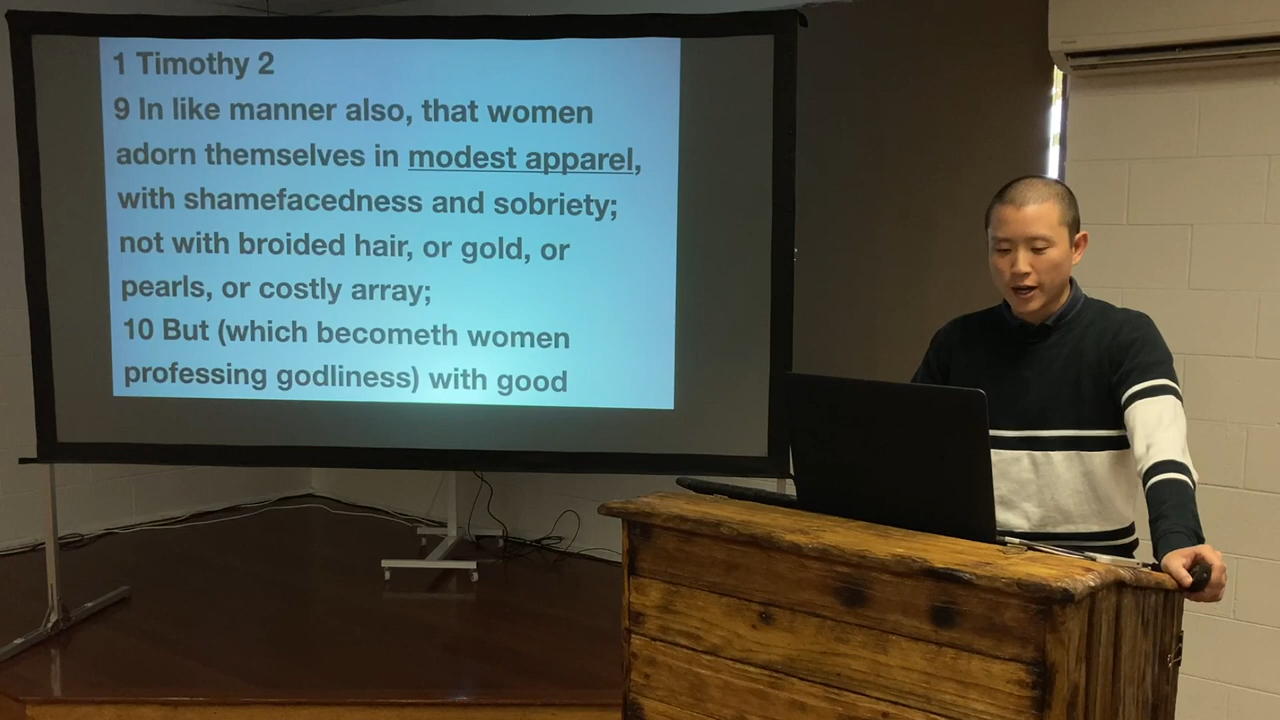 1 Timothy 2
9 In like manner also, that women
adorn themselves in modest apparel,
with shamefacedness and sobriety;
not with broided hair, or gold, or
pearls, or costly array;
10 But (which becometh women
professing godliness) with good